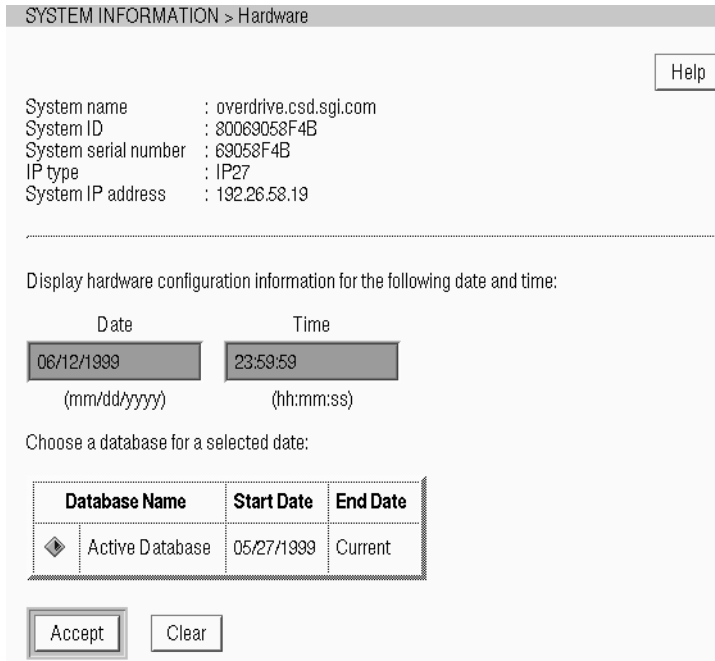 SYSTEM INFORMATION > Hardware
Help
System name : overdrive.csd.sgi.com
System ID : 80069058F4B
System serial number : 69058F4B
IP type : IP27
System IP address : 192.26.58.19
Display hardware configuration information for the following date and time:
Date Time
06/12/1999 23:59:59
(mm/dd/yyyy) (hh:mm:ss)
Choose a database for a selected date:
Database Name Start Date End Date
Active Database 05/27/1999 Current
Accept Clear